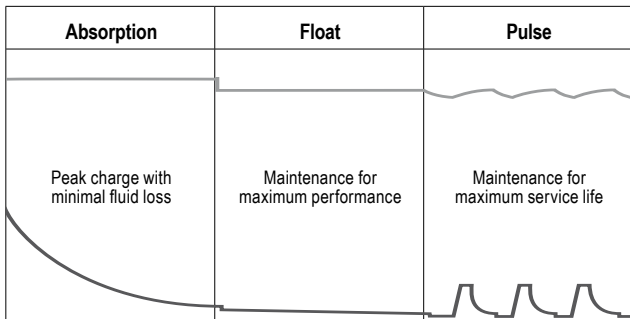 Absorption
Float
Pulse
Peak charge with
minimal fluid loss
Maintenance for
maximum performance
Maintenance for
maximum service life